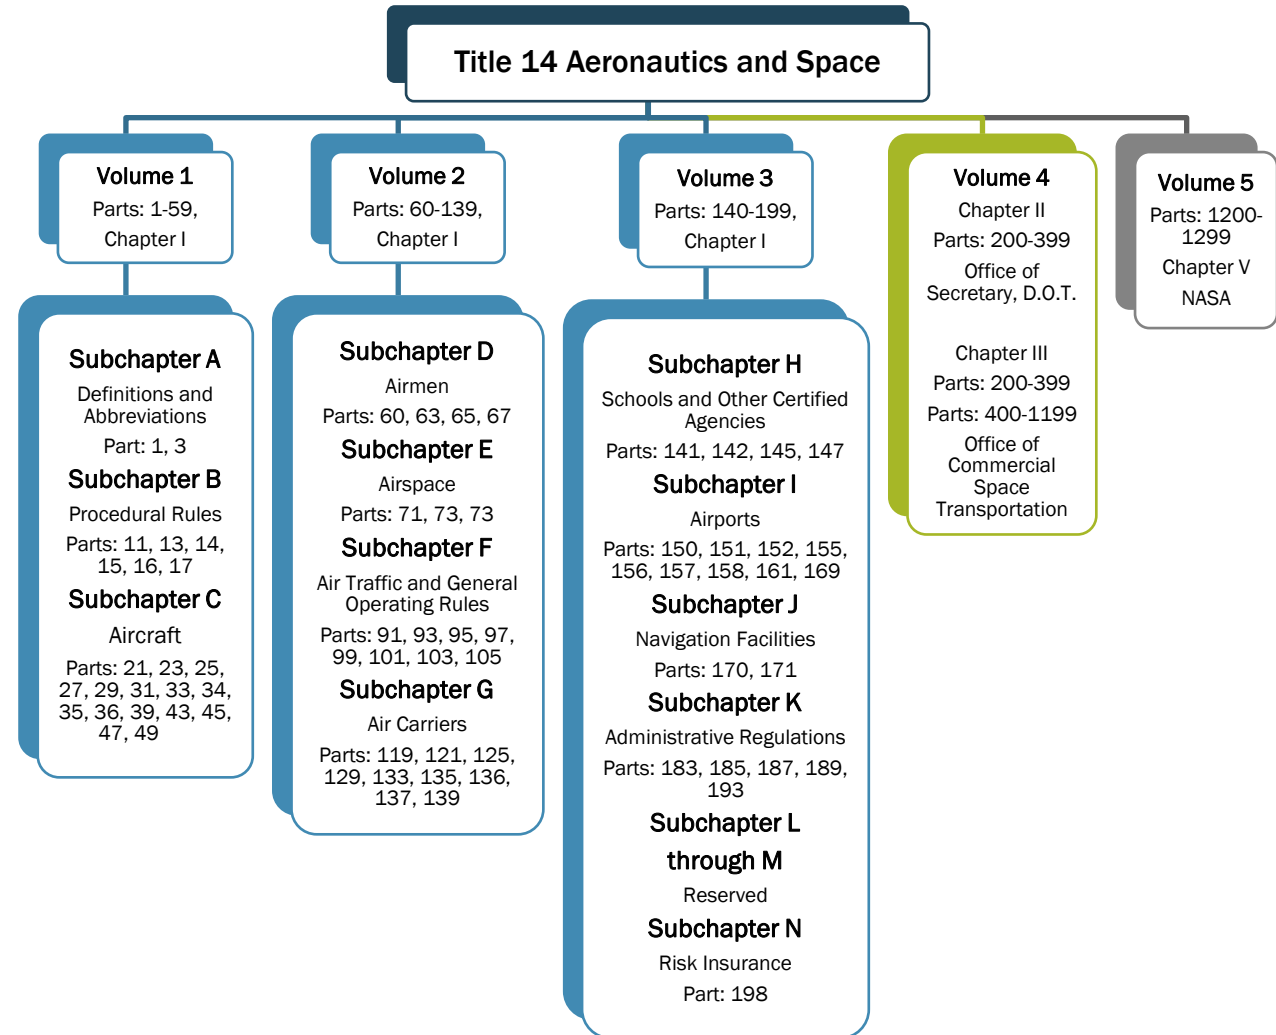 Title 14 Aeronautics and Space
Volume 1
Parts: 1-59,
Chapter I
Subchapter A
Definitions and
Abbreviations
Part: 1, 3
Subchapter B
Procedural Rules
Parts: 11, 13, 14,
15, 16, 17
Subchapter C
Aircraft
Parts: 21, 23, 25,
27, 29, 31, 33, 34,
35, 36, 39, 43, 45,
47, 49
Volume 2
Parts: 60-139,
Chapter I
Subchapter D
Airmen
Parts: 60, 63, 65, 67
Subchapter E
Airspace
Parts: 71, 73, 73
Subchapter F
Air Traffic and General
Operating Rules
Parts: 91, 93, 95, 97,
99, 101, 103, 105
Subchapter G
Air Carriers
Parts: 119, 121, 125,
129, 133, 135, 136,
137, 139
Volume 3
Parts: 140-199,
Chapter I
Subchapter H
Schools and Other Certified
Agencies
Parts: 141, 142, 145, 147
Subchapter I
Airports
Parts: 150, 151, 152, 155,
156, 157, 158, 161, 169
Subchapter J
Navigation Facilities
Parts: 170, 171
Subchapter K
Administrative Regulations
Parts: 183, 185, 187, 189,
193
Subchapter L
through M
Reserved
Subchapter N
Risk Insurance
Part: 198
Volume 4
Chapter II
Parts: 200-399
Office of
Secretary, D.O.T.
Chapter III
Parts: 200-399
Parts: 400-1199
Office of
Commercial
Space
Transportation
Volume 5
Parts: 1200-
1299
Chapter V
NASA